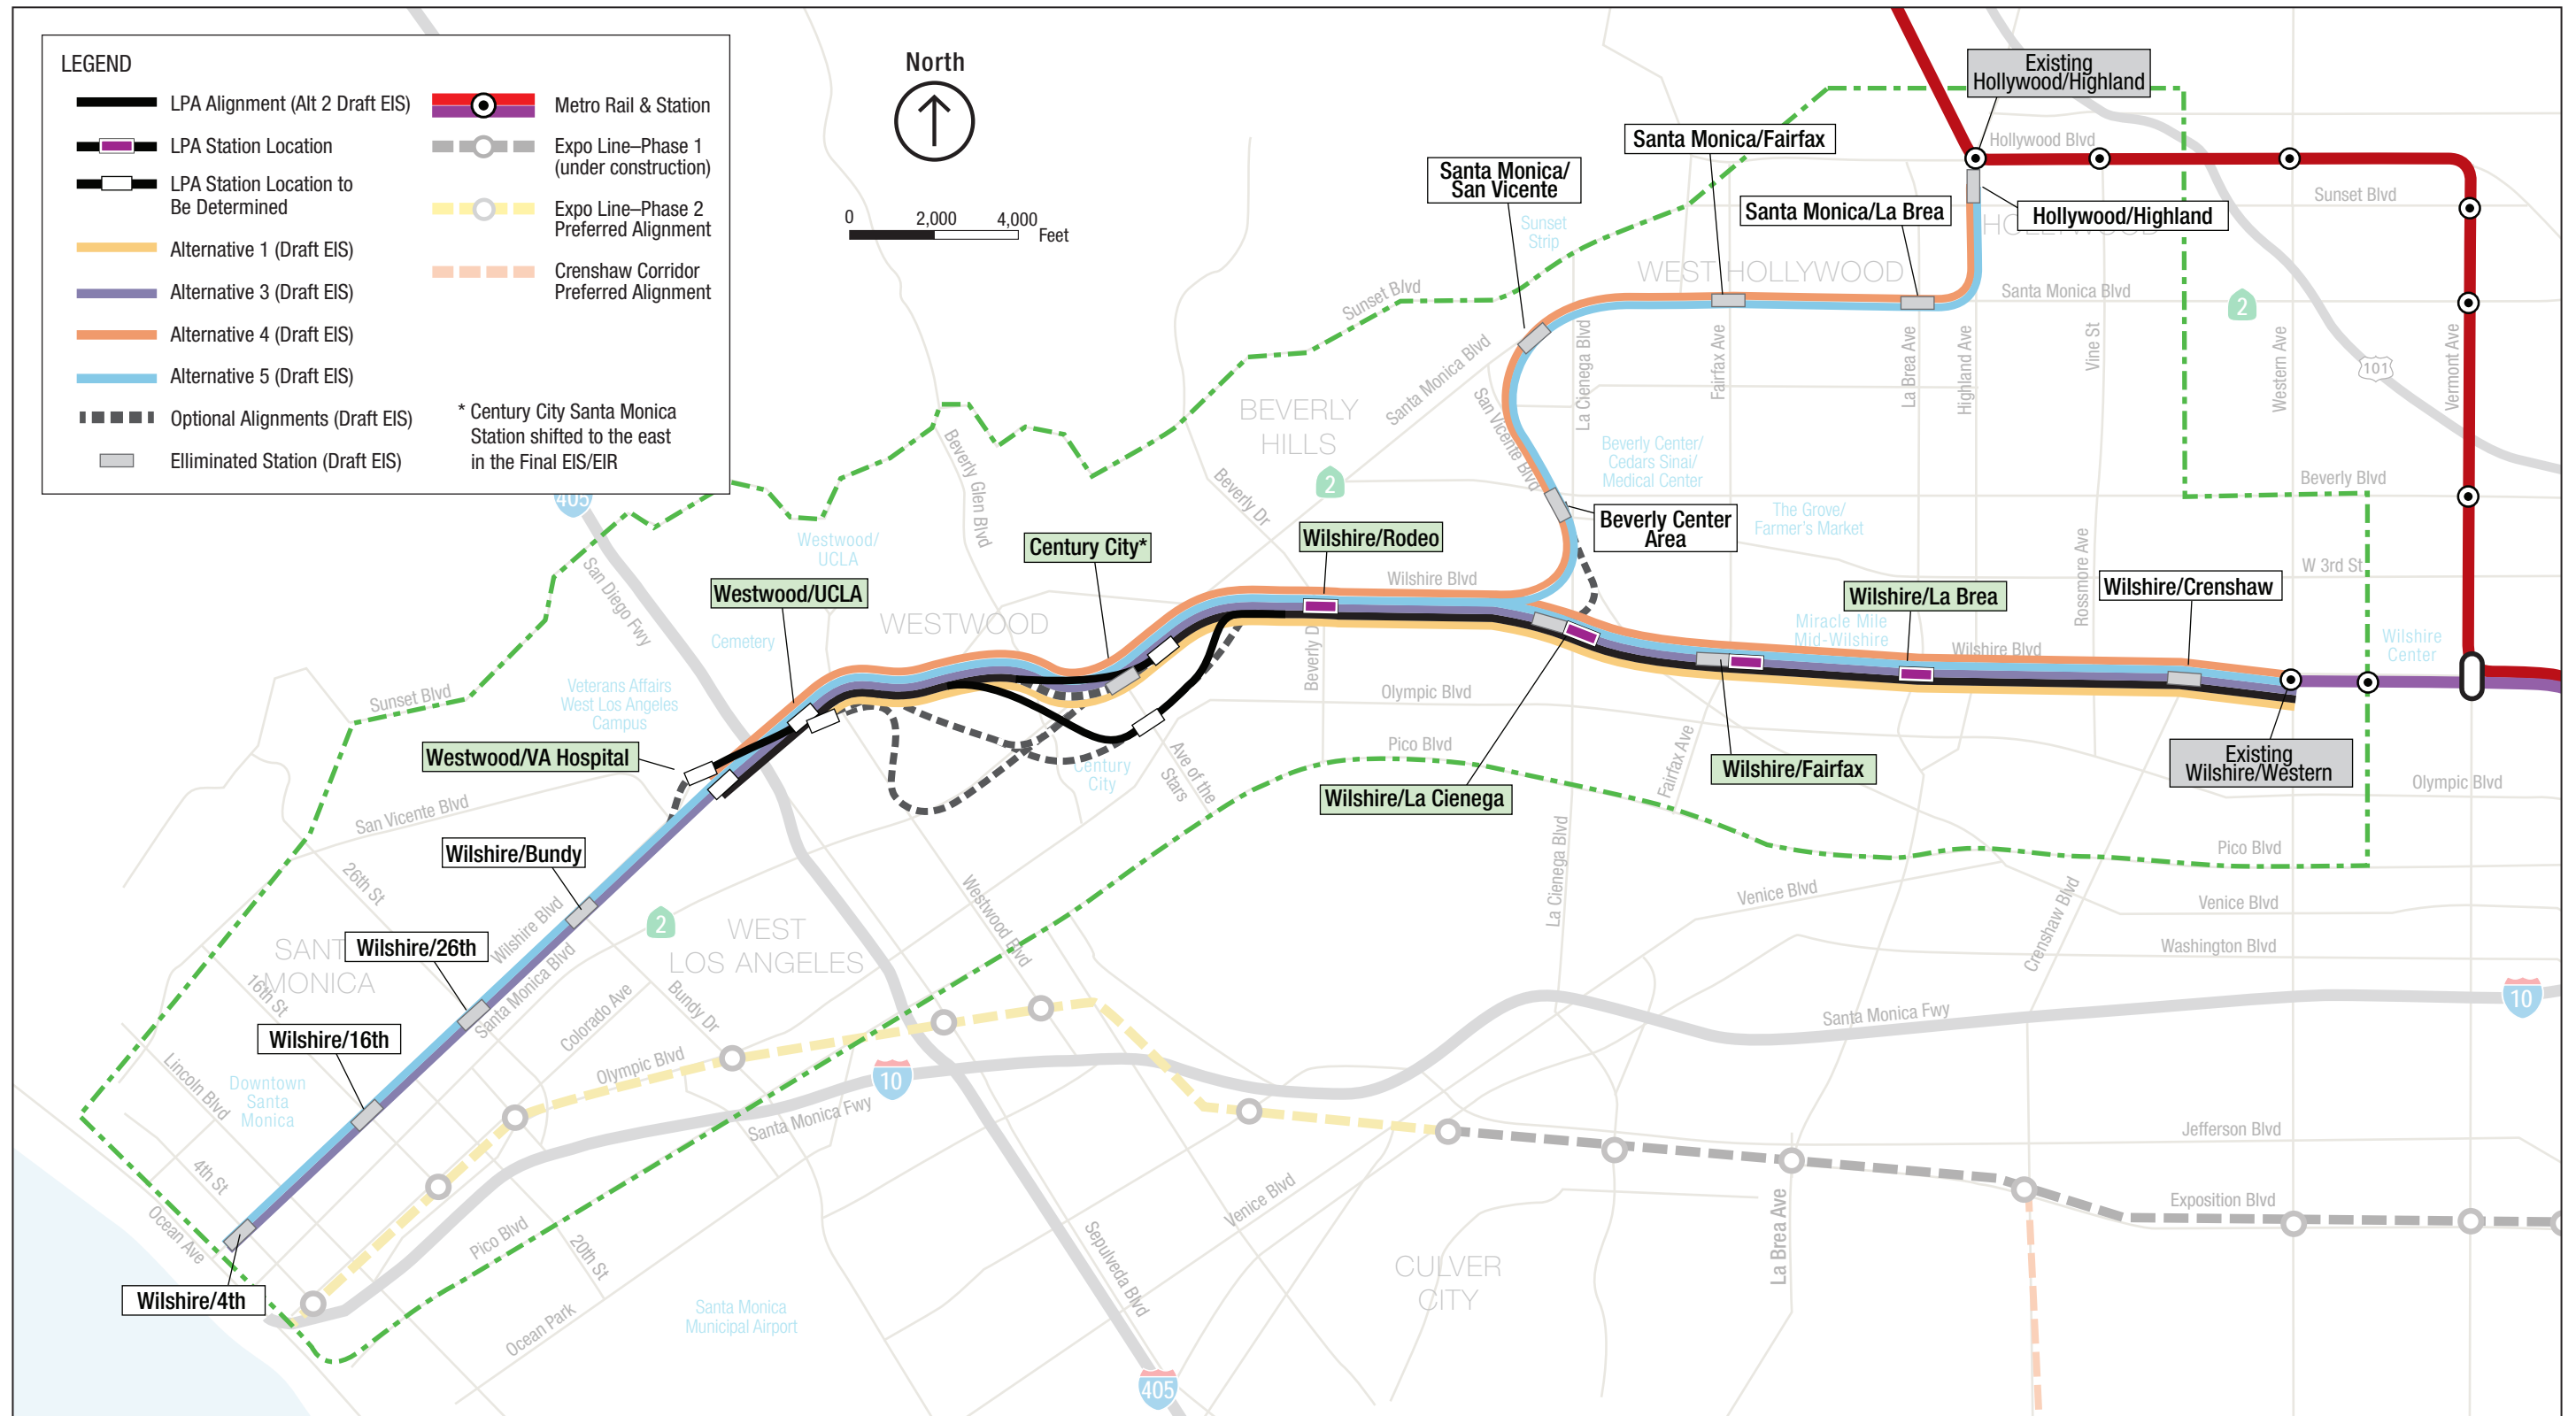 LEGEND
LPA Alignment (Alt 2 Draft EIS)
LPA Station Location
LPA Station Location to
Be Determined
Alternative 1 (Draft EIS)
Alternative 3 (Draft EIS)
Alternative 4 (Draft EIS)
Alternative 5 (Draft EIS)
Optional Alignments (Draft EIS)
Elliminated Station (Draft EIS)
Metro Rail & Station
Expo Line–Phase 1
(under construction)
Expo Line–Phase 2
Preferred Alignment
Crenshaw Corridor
Preferred Alignment
* Century City Santa Monica
Station shifted to the east
in the Final EIS/EIR
North
0 2,000 4,000
Feet
Existing
Hollywood/Highland
Hollywood Blvd
Santa Monica/Fairfax
Santa Monica/
San Vicente
Santa Monica/La Brea
Hollywood/Highland
HOLLYWOOD
Sunset Blvd
Sunset
Strip
WEST HOLLYWOOD
Santa Monica Blvd
2
Sunset Blvd
Santa Monica Blvd
San Vicente Blvd
La Cienega Blvd
Fairfax Ave
La Brea Ave
Highland Ave
Vine St
Western Ave
Vermont Ave
101
BEVERLY
HILLS
Beverly Glen Blvd
Beverly Dr
2
Beverly Center/
Cedars Sinai/
Medical Center
Beverly Blvd
The Grove/
Farmer's Market
Beverly Center
Area
405
San Diego Fwy
Westwood/
UCLA
Century City*
Wilshire/Rodeo
Wilshire Blvd
Rossmore Ave
W 3rd St
Westwood/UCLA
Wilshire/La Brea
Wilshire/Crenshaw
WESTWOOD
Cemetery
Miracle Mile
Mid-Wilshire
Wilshire Blvd
Wilshire
Center
Beverly D
Olympic Blvd
Veterans Affairs
West Los Angeles
Campus
Sunset Blvd
Westwood/VA Hospital
Century
City
Ave of the
Stars
Pico Blvd
Fairfax Ave
Wilshire/Fairfax
Existing
Wilshire/Western
Wilshire/La Cienega
Olympic Blvd
San Vicente Blvd
Wilshire/Bundy
26th St
La Cienega Blvd
Pico Blvd
Wilshire Blvd
2
WEST
LOS ANGELES
Westwood Blvd
Venice Blvd
Crenshaw Blvd
Venice Blvd
Washington Blvd
SANT
MONICA
Wilshire/26th
16th St
Santa Monica Blvd
Colorado Ave
Bundy Dr
10
Santa Monica Fwy
Wilshire/16th
Lincoln Blvd
Olympic Blvd
Downtown
Santa
Monica
10
Santa Monica Fwy
Jefferson Blvd
4th St
Ocean Ave
Pico Blvd
20th St
Venice Blvd
Sepulveda Blvd
La Brea Ave
Exposition Blvd
CULVER
CITY
Wilshire/4th
Ocean Park
Santa Monica
Municipal Airport
405